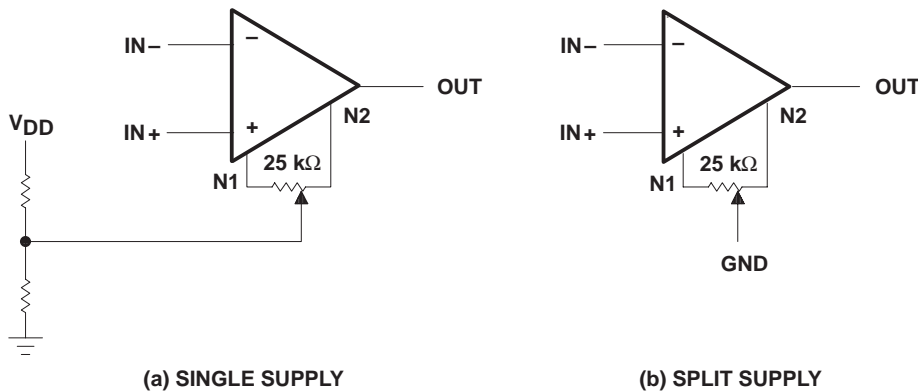 IN−
−
OUT
VDD
IN+
+
N2
25 kΩ
N1
(a) SINGLE SUPPLY
IN−
−
OUT
IN+
+
N2
25 kΩ
N1
GND
(b) SPLIT SUPPLY